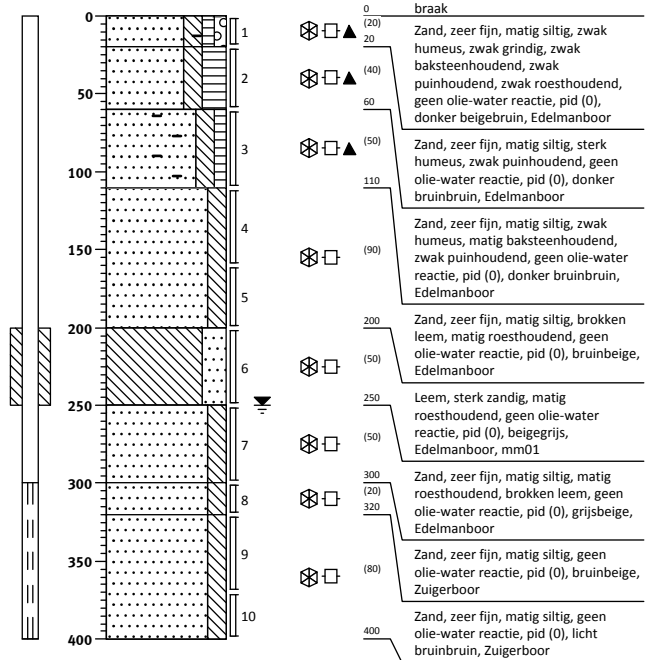 0
50
100
150
200
250
300
350
400
1
2
3
4
5
6
7
8
9
10
0
braak
(20)
Zand, zeer fijn, matig siltig, zwak
humeus, zwak grindig, zwak
baksteenhoudend, zwak
puinhoudend, zwak roesthoudend,
geen olie-water reactie, pid (0),
donker beigebruin, Edelmanboor
20
(40)
Zand, zeer fijn, matig siltig, sterk
humeus, zwak puinhoudend, geen
olie-water reactie, pid (0), donker
bruinbruin, Edelmanboor
60
(50)
Zand, zeer fijn, matig siltig, zwak
humeus, matig baksteenhoudend,
zwak puinhoudend, geen olie-water
reactie, pid (0), donker bruinbruin,
Edelmanboor
110
(90)
Zand, zeer fijn, matig siltig, brokken
leem, matig roesthoudend, geen
olie-water reactie, pid (0), bruinbeige,
Edelmanboor
200
(50)
Leem, sterk zandig, matig
roesthoudend, geen olie-water
reactie, pid (0), beigegrijs,
Edelmanboor, mm01
250
(50)
Zand, zeer fijn, matig siltig, matig
roesthoudend, brokken leem, geen
olie-water reactie, pid (0), grijsbeige,
Edelmanboor
300
(20)
Zand, zeer fijn, matig siltig, geen
olie-water reactie, pid (0), bruinbeige,
Zuigerboor
320
(80)
Zand, zeer fijn, matig siltig, geen
olie-water reactie, pid (0), licht
bruinbruin, Zuigerboor
400